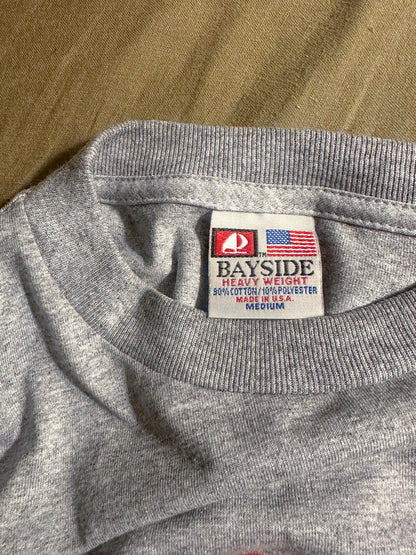 TM
BAYSIDE
HEAVY WEIGHT
90% COTTON/10% POLYESTER
MADE IN U.S.A.
MEDIUM